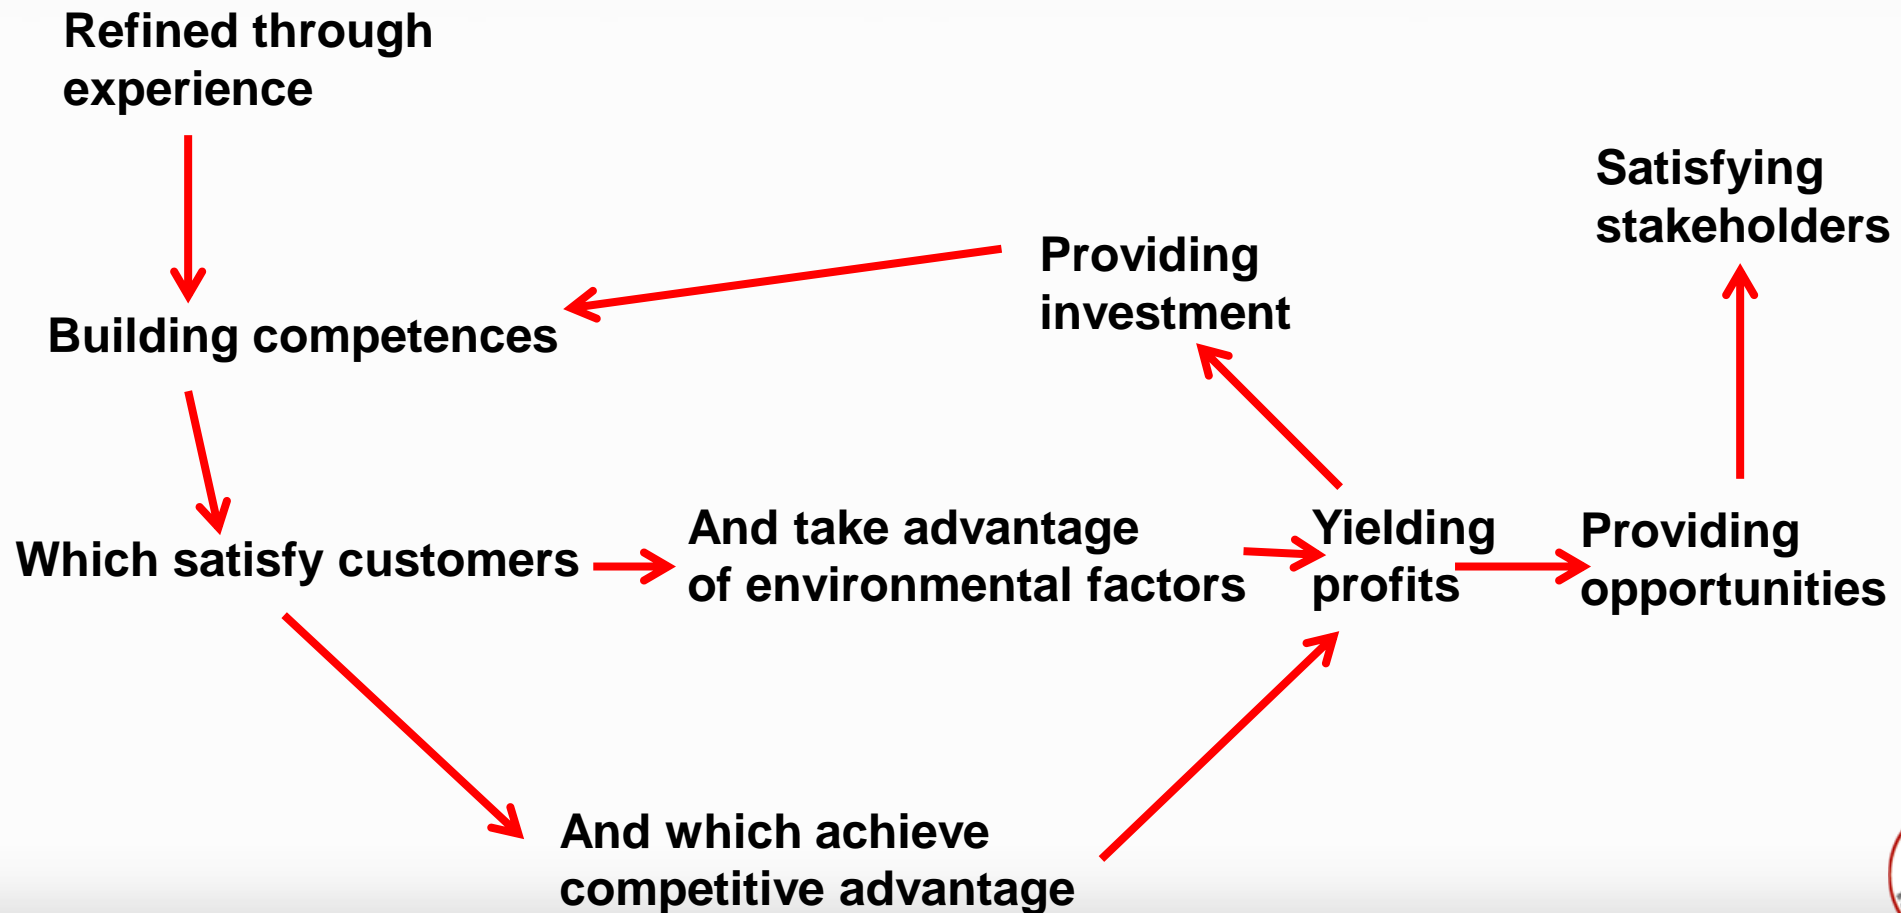 Refined through
experience
Satisfying
stakeholders
Providing
investment
Building competences
Which satisfy customers
And take advantage
of environmental factors
Yielding
profits
Providing
opportunities
And which achieve
competitive advantage